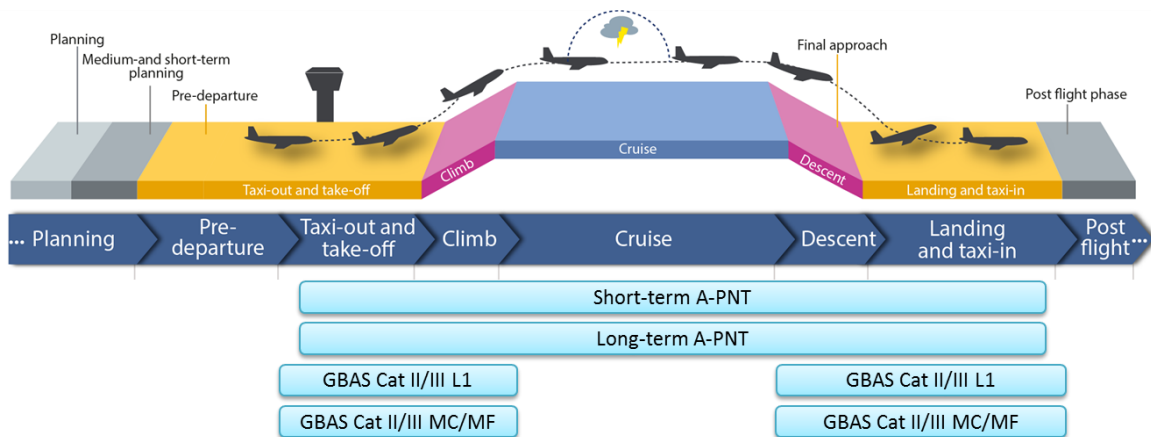 Planning
Medium-and short-term
planning
Pre-departure
Final approach
Post flight phase
Climb
Cruise
Descent
Taxi-out and take-off
Landing and taxi-in
... Planning
Pre-
departure
Taxi-out and
take-off
Climb
Cruise
Descent
Landing
and taxi-in
Post
flight ...
Short-term A-PNT
Long-term A-PNT
GBAS Cat II/III L1
GBAS Cat II/III L1
GBAS Cat II/III MC/MF
GBAS Cat II/III MC/MF